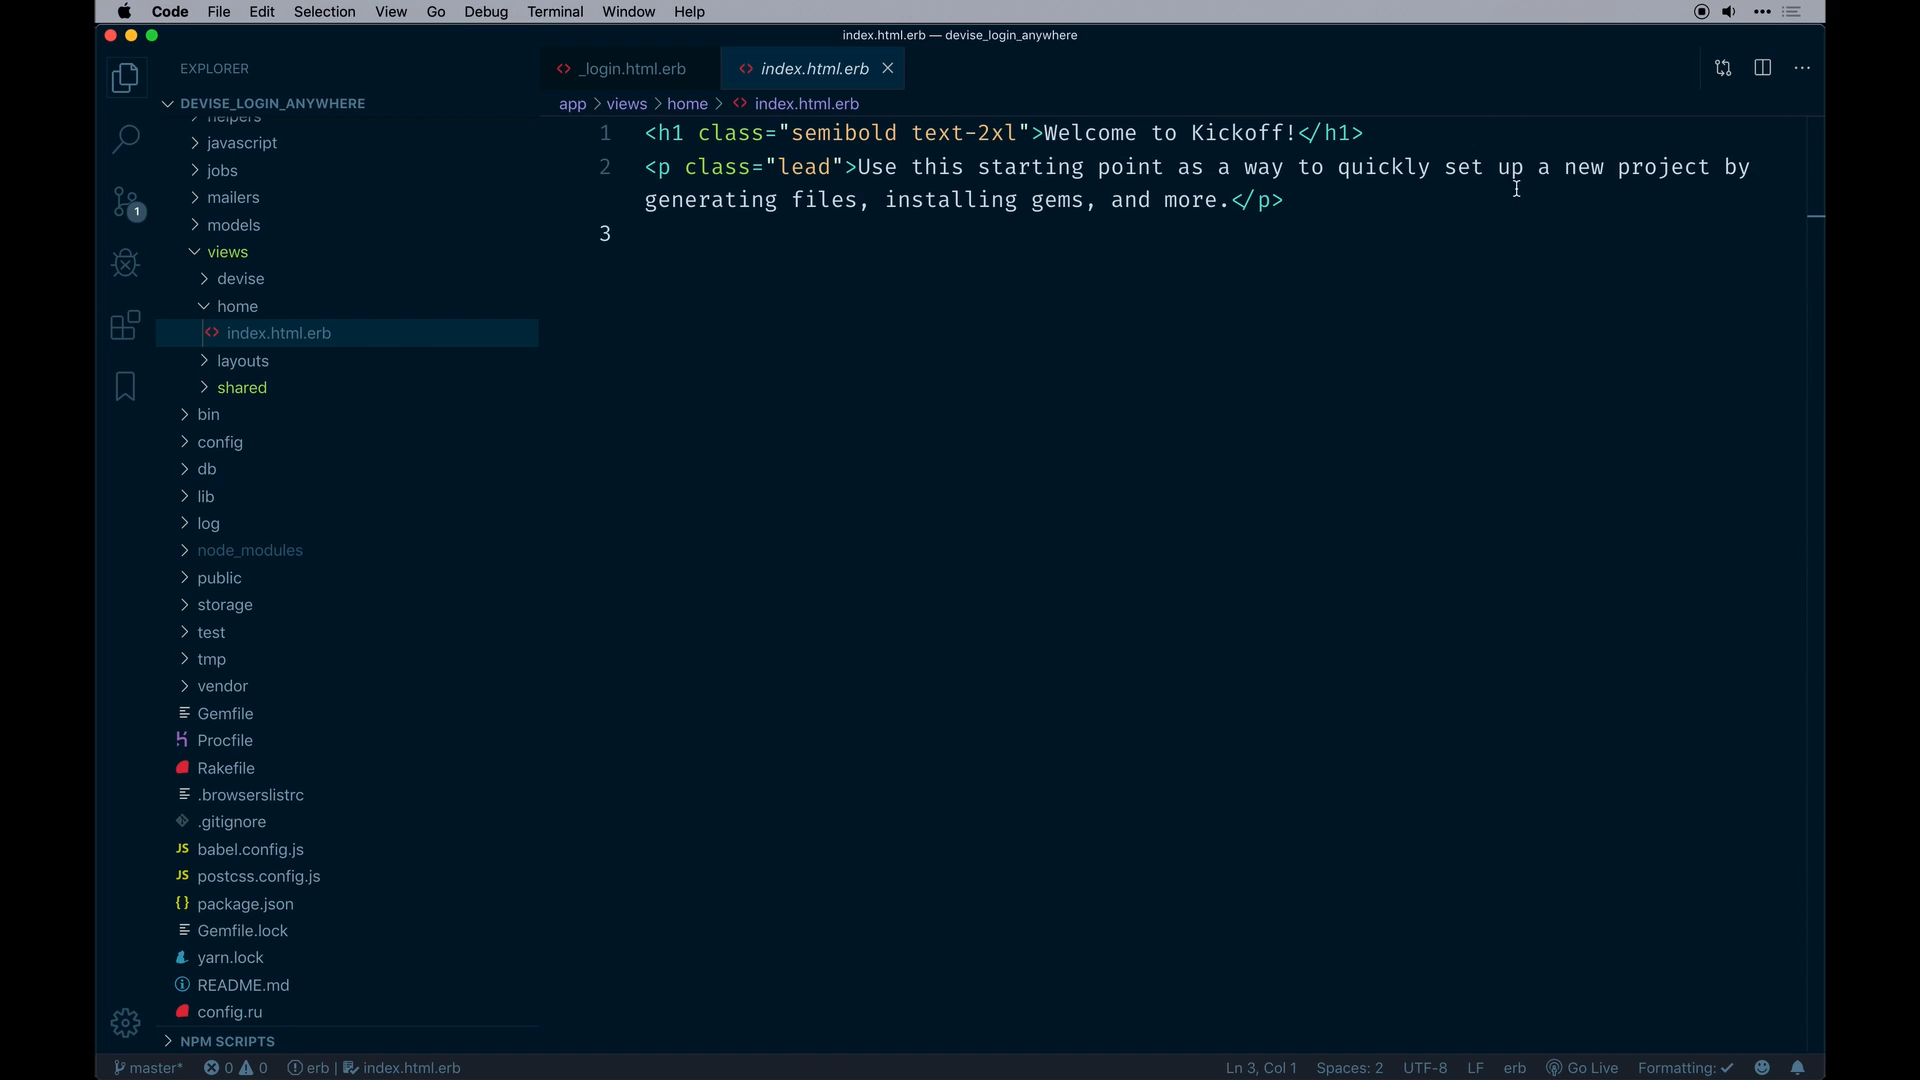 Code File Edit Selection View Go Debug Terminal Window Help
index.html.erb — devise_login_anywhere
EXPLORER
DEVISE_LOGIN_ANYWHERE
helpers
javascript
jobs
mailers
models
views
devise
home
index.html.erb
layouts
shared
bin
config
db
lib
log
node_modules
public
storage
test
tmp
vendor
Gemfile
Procfile
Rakefile
.browserslistrc
.gitignore
JS babel.config.js
JS postcss.config.js
{} package.json
Gemfile.lock
yarn.lock
README.md
config.ru
NPM SCRIPTS
1
_login.html.erb index.html.erb
app > views > home > <> index.html.erb
1 <h1 class="semibold text-2xl">Welcome to Kickoff!</h1>
2 <p class="lead">Use this starting point as a way to quickly set up a new project by
generating files, installing gems, and more.</p>
3
master* 0 0 erb | index.html.erb Ln 3, Col 1 Spaces: 2 UTF-8 LF erb Go Live Formatting: ✓